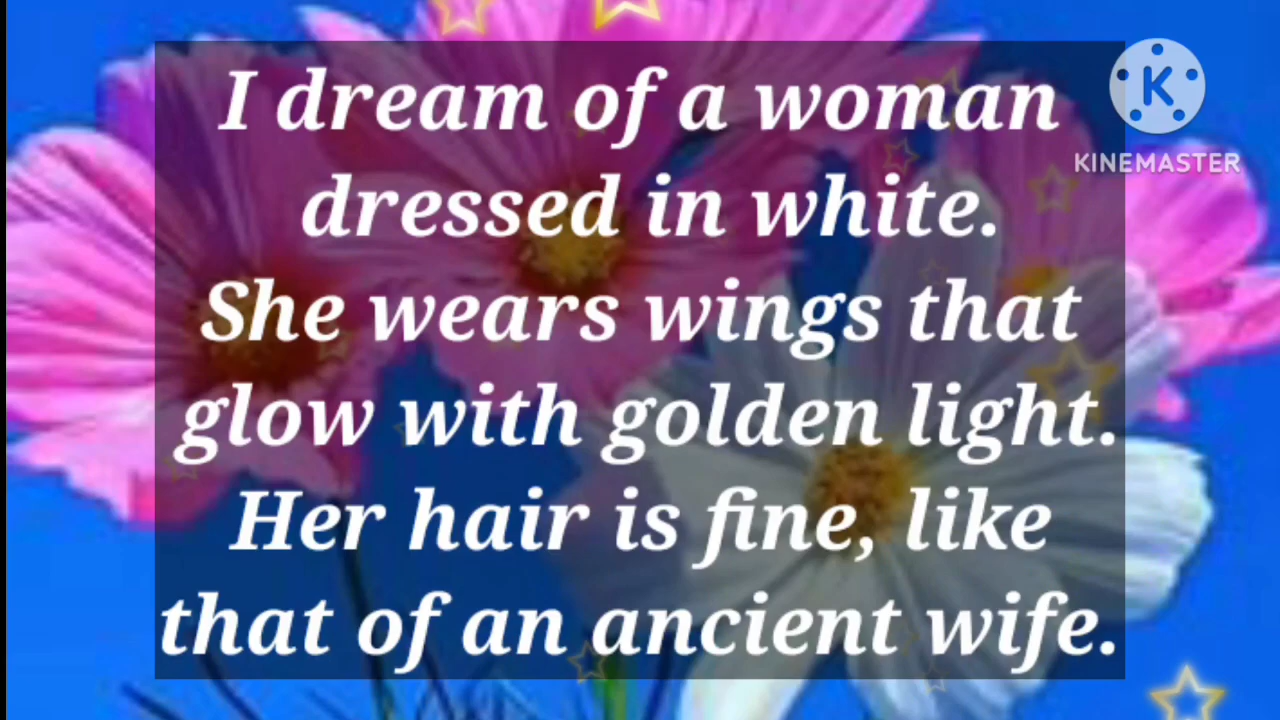 I dream of a woman
dressed in white.
She wears wings that
glow with golden light.
Her hair is fine, like
that of an ancient wife.
K
KINEMASTER